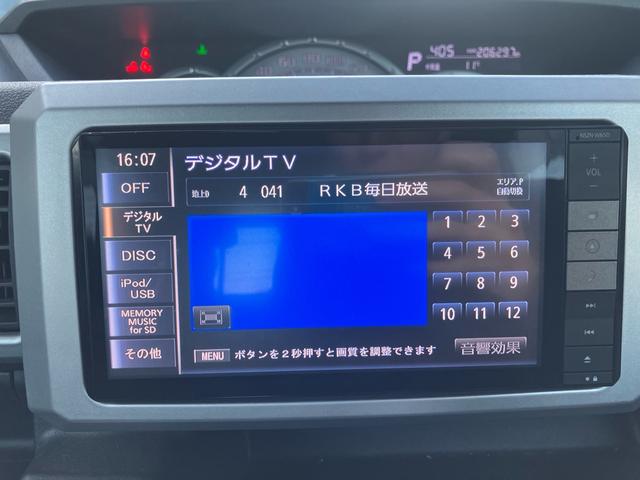 P 405 206297
11°
NSZN-W65D
16:07 デジタルTV
OFF
地上D 4 041 RKB毎日放送 エリア.P
自動切換
デジタル
TV
DISC
iPod/
USB
MEMORY
MUSIC
for SD
その他
1 2 3
4 5 6
7 8 9
10 11 12
MENU ボタンを2秒押すと画質を調整できます
音響効果
+
VOL
-